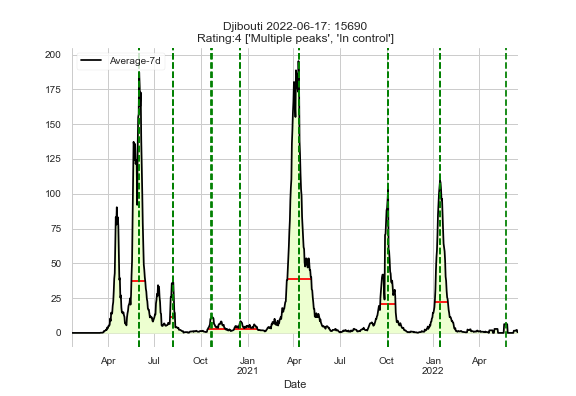 Djibouti 2022-06-17: 15690
Rating:4 ['Multiple peaks', 'In control']
Average-7d
200
175
150
125
100
75
50
25
0
Apr Jul Oct Jan Apr Jul Oct Jan Apr
2021 2022
Date